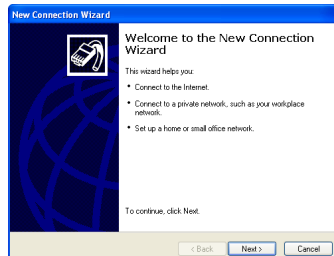 New Connection Wizard
Welcome to the New Connection
Wizard
This wizard helps you:
• Connect to the Internet.
• Connect to a private network, such as your workplace
network.
• Set up a home or small office network.
To continue, click Next.
< Back Next > Cancel